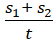 s₁ + s₂
t